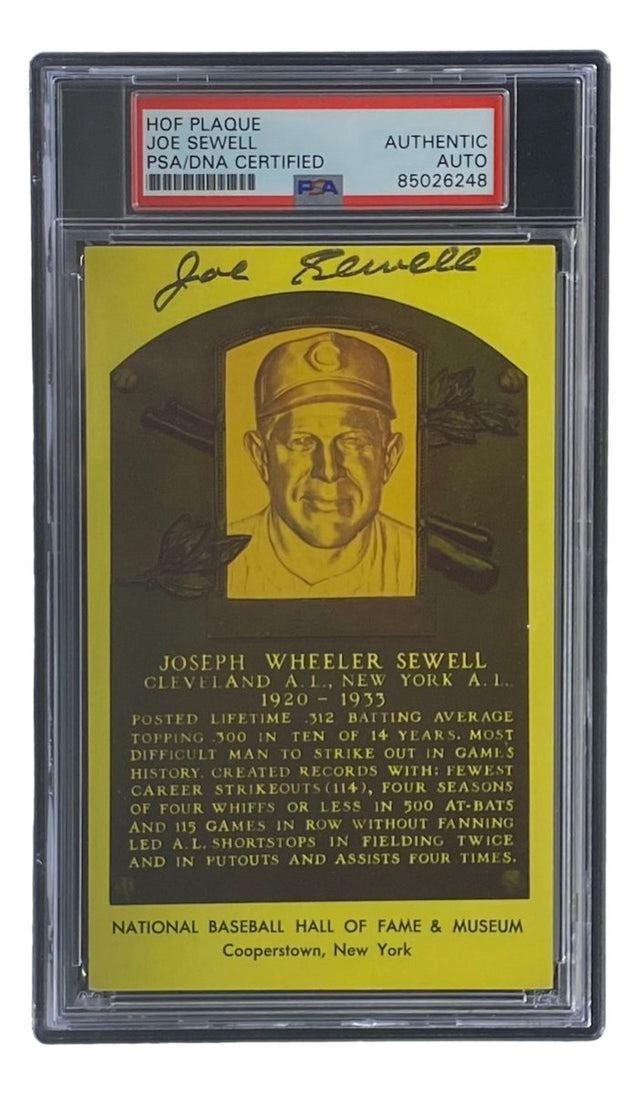 HOF PLAQUE
JOE SEWELL
PSA/DNA CERTIFIED
AUTHENTIC
AUTO
85026248
PSA
Joe Sewell
C
JOSEPH WHEELER SEWELL
CLEVELAND A.L., NEW YORK A.L.
1920 - 1933
POSTED LIFETIME .312 BATTING AVERAGE
TOPPING .300 IN TEN OF 14 YEARS. MOST
DIFFICULT MAN TO STRIKE OUT IN GAMES
HISTORY. CREATED RECORDS WITH: FEWEST
CAREER STRIKEOUTS (114), FOUR SEASONS
OF FOUR WHIFFS OR LESS IN 500 AT-BATS
AND 115 GAMES IN ROW WITHOUT FANNING
LED A.L. SHORTSTOPS IN FIELDING TWICE
AND IN PUTOUTS AND ASSISTS FOUR TIMES.
NATIONAL BASEBALL HALL OF FAME & MUSEUM
Cooperstown, New York